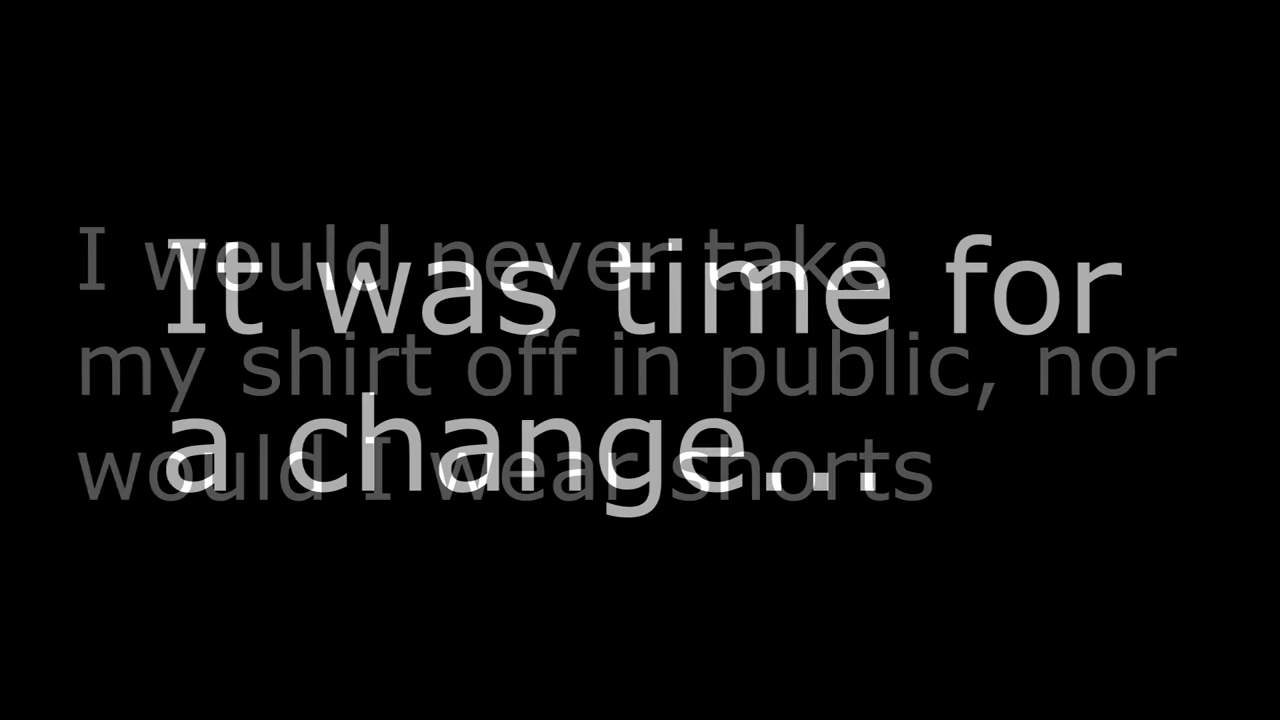 I would never take
my shirt off in public, nor
would I wear shorts
It was time for
a change...